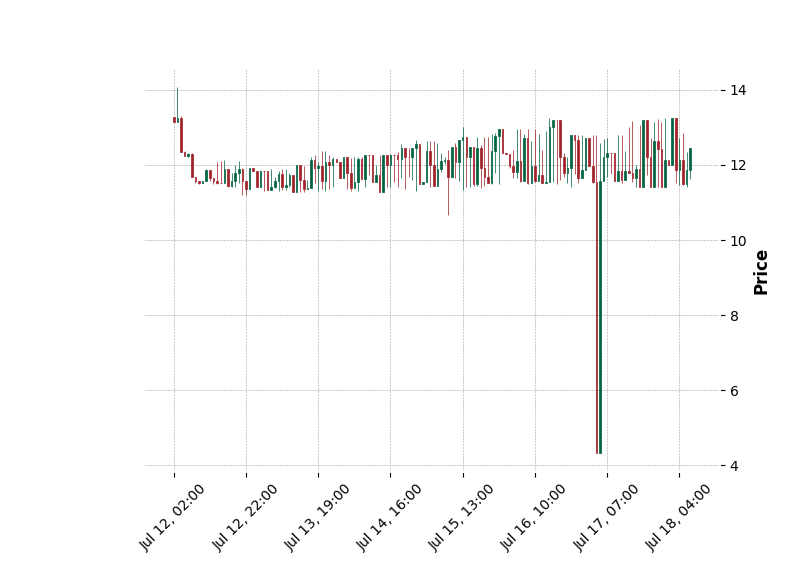 14
12
10
8
6
4
Price
Jul 12, 02:00
Jul 12, 22:00
Jul 13, 19:00
Jul 14, 16:00
Jul 15, 13:00
Jul 16, 10:00
Jul 17, 07:00
Jul 18, 04:00